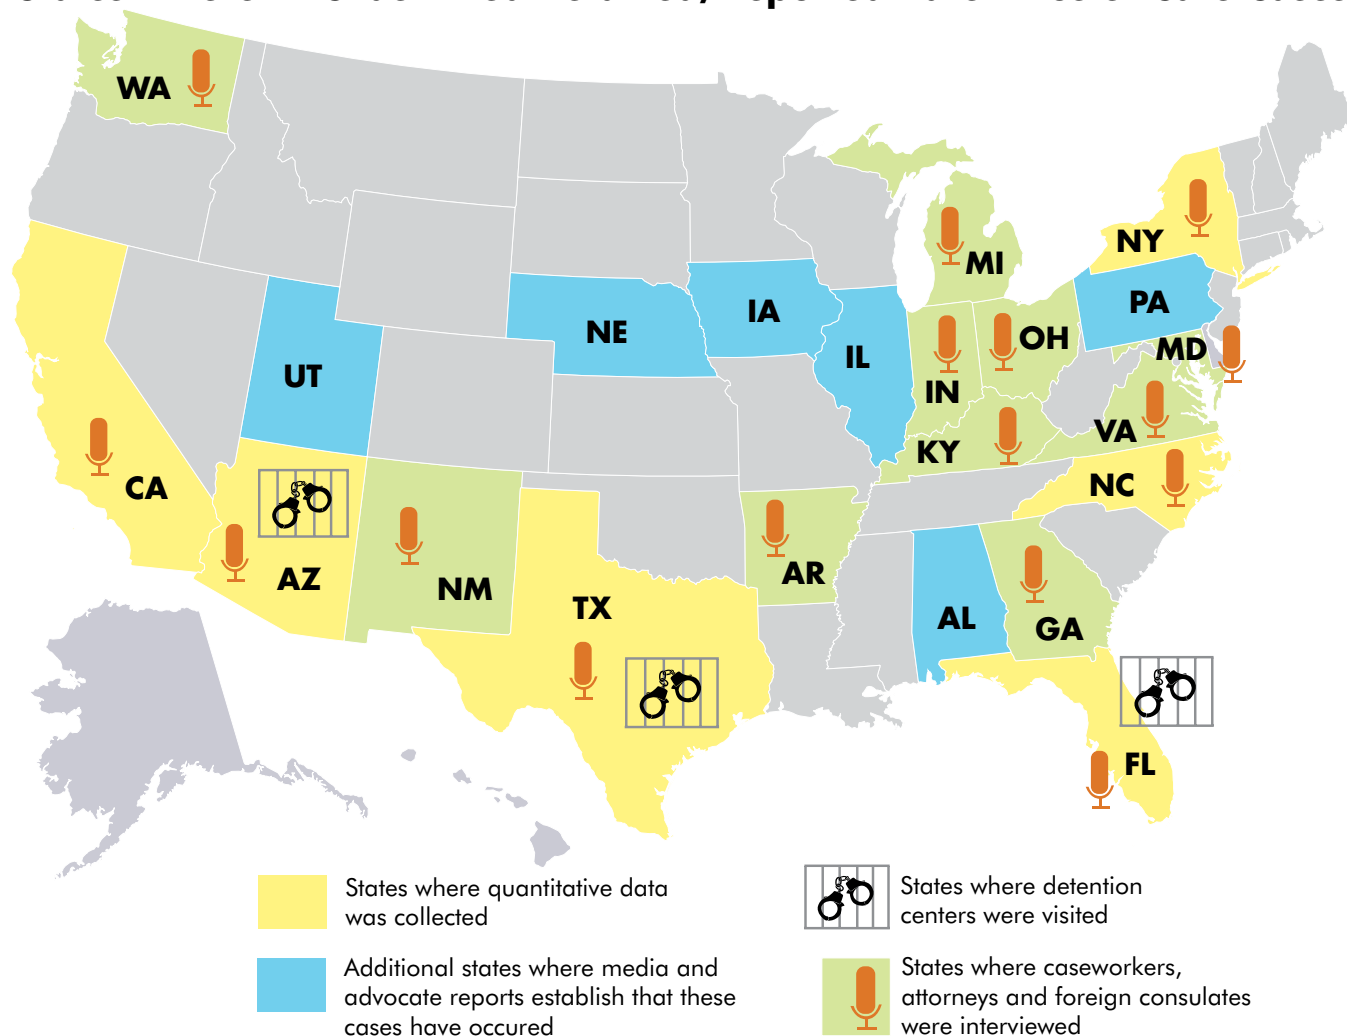 WA
MI
NY
PA
MD
OH
IN
IL
IA
NE
UT
KY
VA
NC
CA
AZ
NM
TX
AR
AL
GA
FL
States where quantitative data
was collected
States where detention
centers were visited
Additional states where media and
advocate reports establish that these
cases have occured
States where caseworkers,
attorneys and foreign consulates
were interviewed